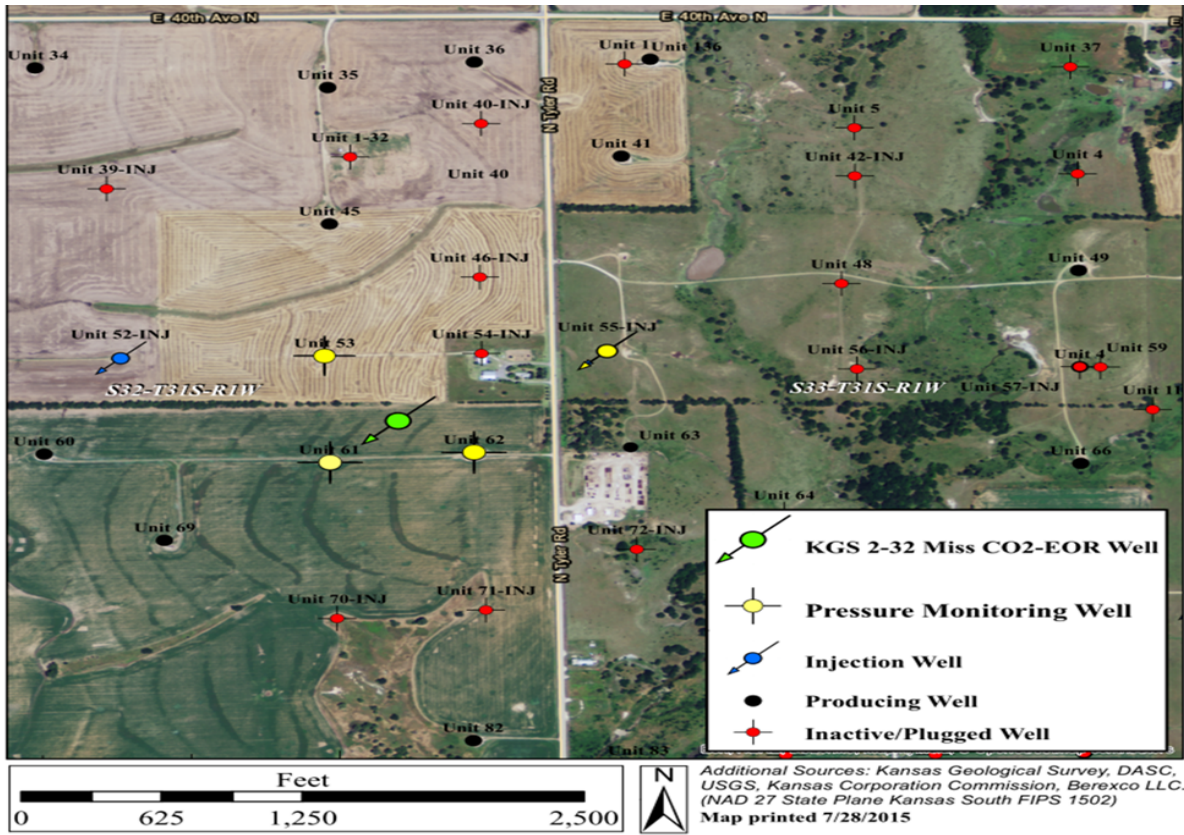 E 40th Ave N
E 40th Ave N
E
Unit 34
Unit 35
Unit 36
Unit 1
Unit 136
Unit 37
Unit 40-INJ
N Tyler Rd
Unit 5
Unit 1-32
Unit 41
Unit 42-INJ
Unit 4
Unit 39-INJ
Unit 40
Unit 45
Unit 46-INJ
Unit 48
Unit 49
Unit 52-INJ
Unit 53
Unit 54-INJ
Unit 55-INJ
Unit 56-INJ
Unit 4
Unit 59
S32-T31S-R1W
S33-T31S-R1W
Unit 57-INJ
Unit 11
Unit 60
Unit 61
Unit 62
Unit 63
Unit 66
Unit 64
Unit 69
N Tyler Rd
Unit 72-INJ
Unit 70-INJ
Unit 71-INJ
Unit 82
Unit 83
KGS 2-32 Miss CO2-EOR Well
Pressure Monitoring Well
Injection Well
Producing Well
Inactive/Plugged Well
Feet
0 625 1,250 2,500
N
Additional Sources: Kansas Geological Survey, DASC,
USGS, Kansas Corporation Commission, Berexco LLC.
(NAD 27 State Plane Kansas South FIPS 1502)
Map printed 7/28/2015